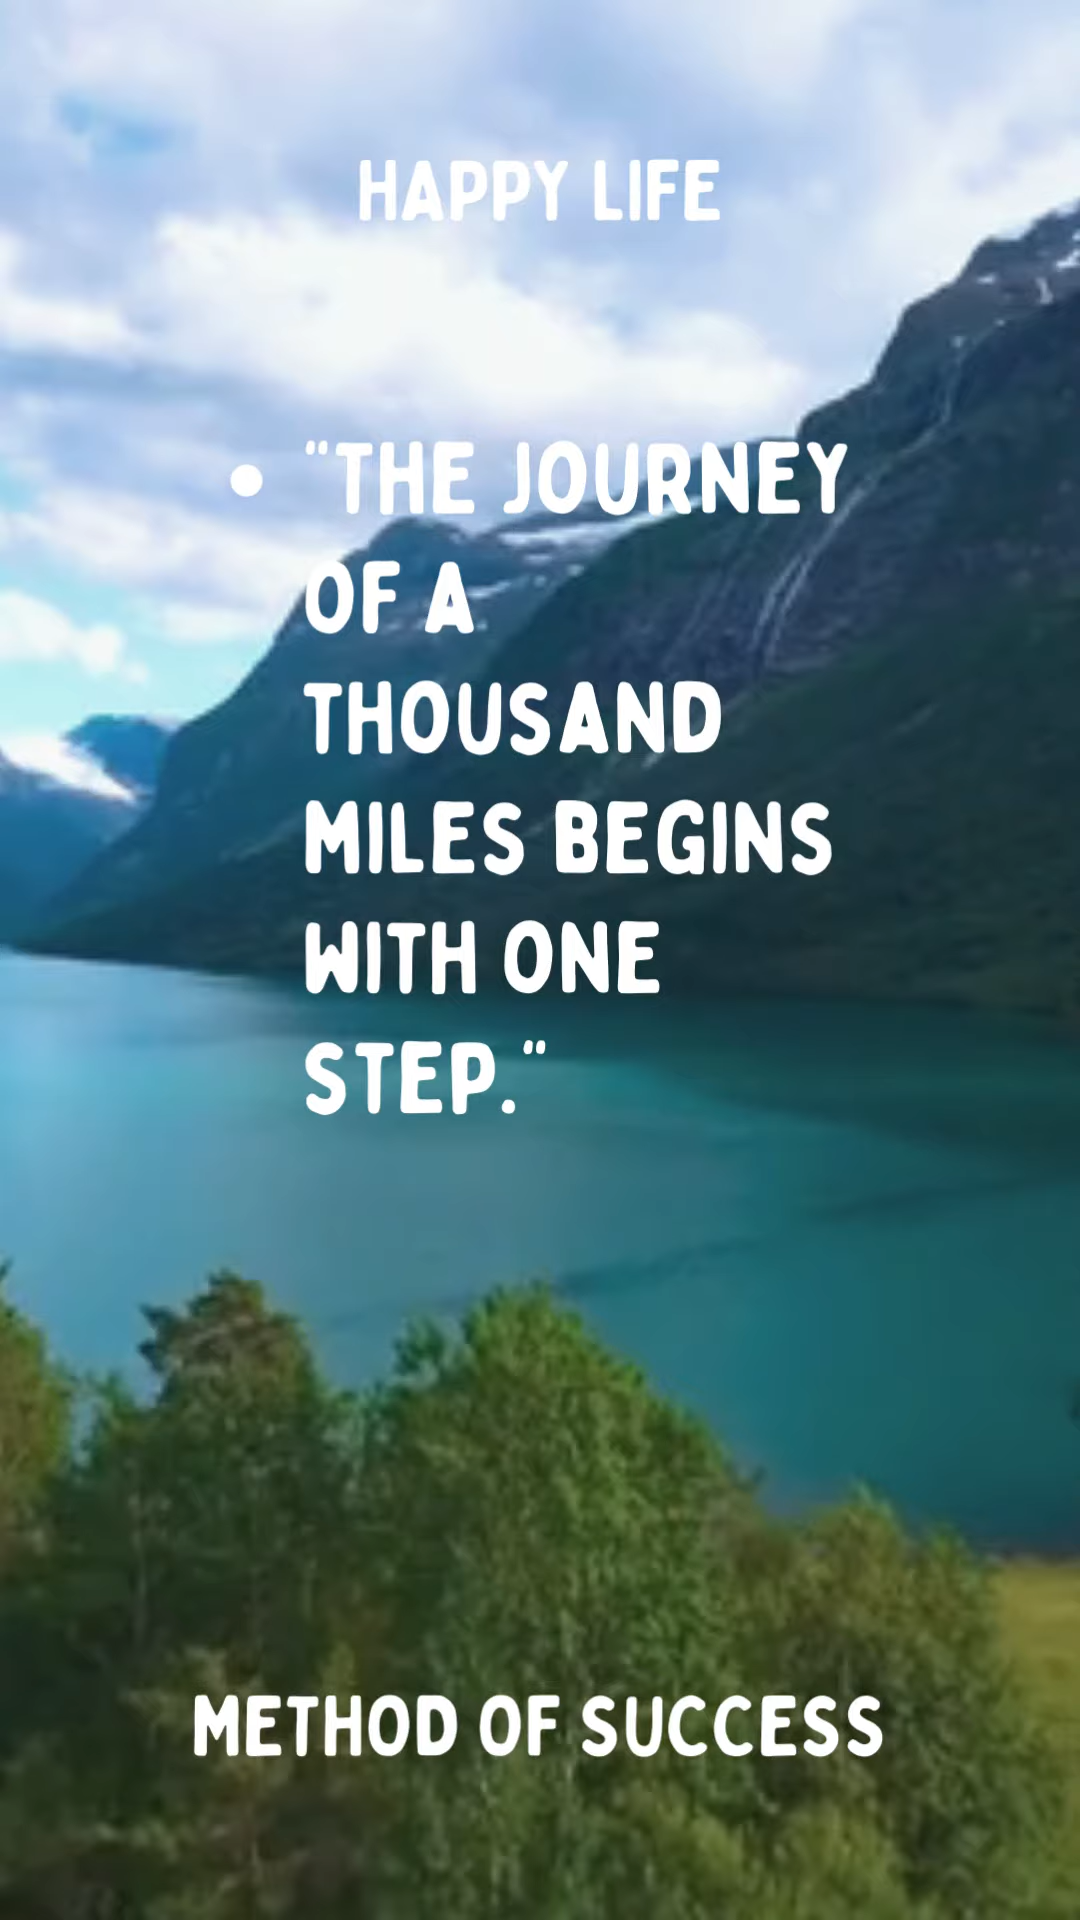 HAPPY LIFE
• "THE JOURNEY
OF A
THOUSAND
MILES BEGINS
WITH ONE
STEP."
METHOD OF SUCCESS